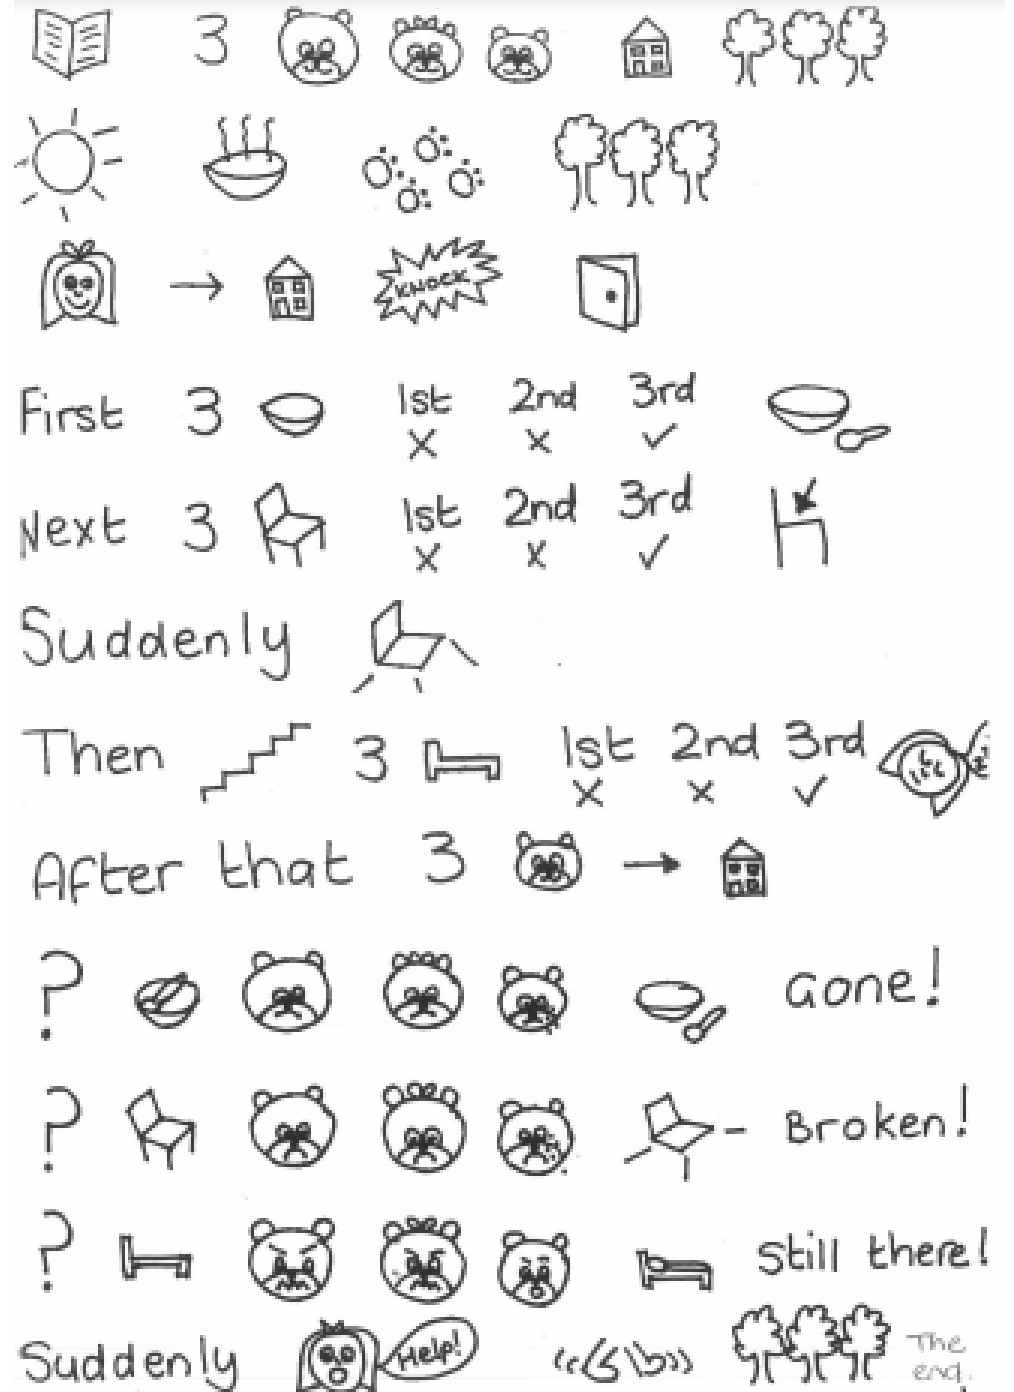 3
KNOCK
First 3 1st 2nd 3rd
Next 3 1st 2nd 3rd
Suddenly
Then 3 1st 2nd 3rd
After that 3
? Gone!
? Broken!
? Still there!
Suddenly Help! The end.